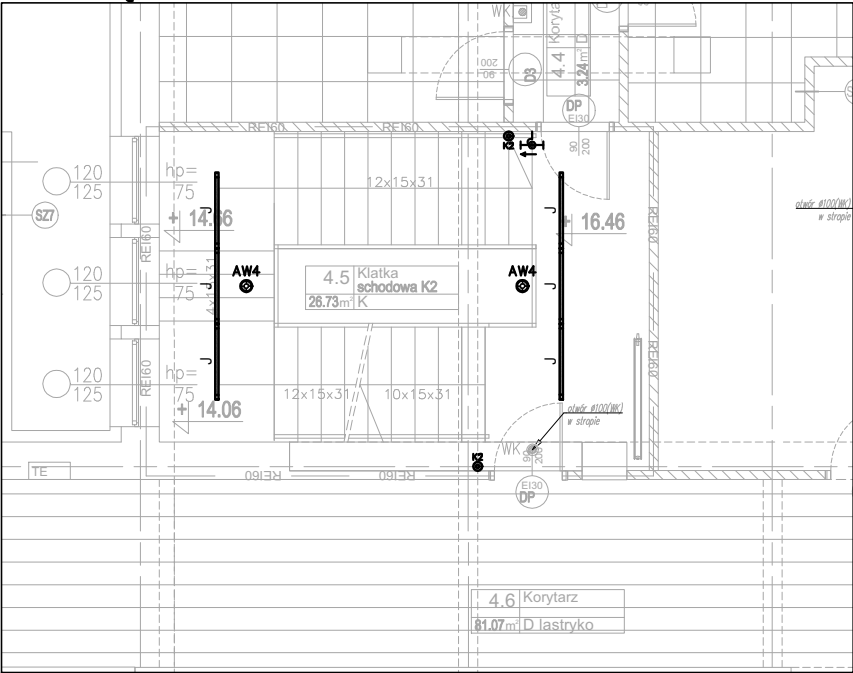 WK
4.4 Korytarz
3.24m² D
90
200
D3
DP
EI30
90
200
REI60
REI60
K2
120
125
hp=
75
12x15x31
J
J
+ 14.66
+ 16.46
SZ7
REI60
REI60
otwór ø100(WK)
w stropie
AW4
AW4
120
125
hp=
75
4x15x31
J
J
4.5 Klatka
schodowa K2
26.73m² K
120
125
hp=
75
REI60
REI60
J
J
12x15x31
10x15x31
+ 14.06
otwór ø100(WK)
w stropie
WK
90
200
K2
TE
REI60
REI60
EI30
DP
4.6 Korytarz
81.07m² D lastryko